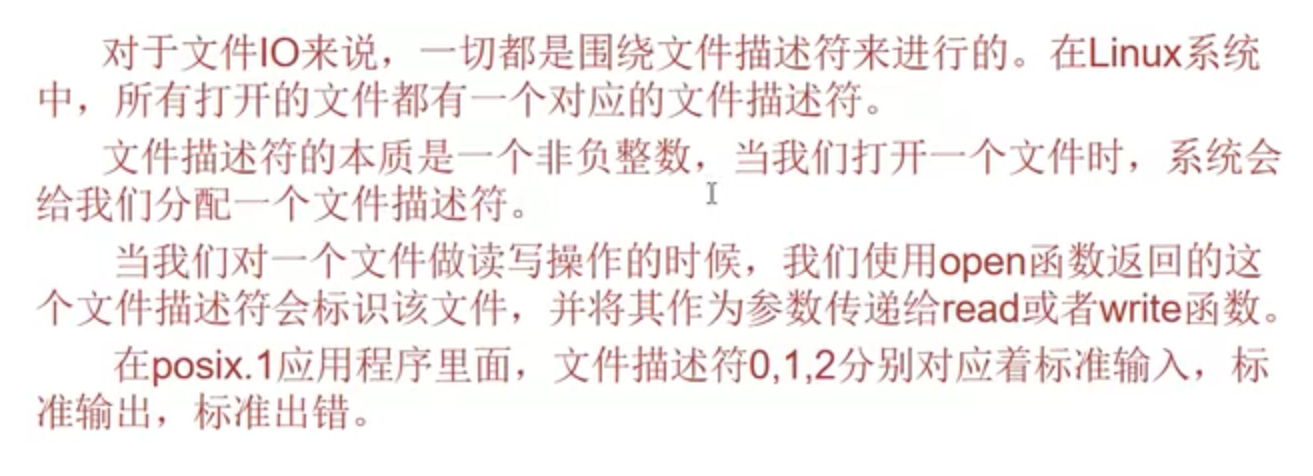 对于文件IO来说，一切都是围绕文件描述符来进行的。在Linux系统
中，所有打开的文件都有一个对应的文件描述符。
文件描述符的本质是一个非负整数，当我们打开一个文件时，系统会
给我们分配一个文件描述符。
当我们对一个文件做读写操作的时候，我们使用open函数返回的这
个文件描述符会标识该文件，并将其作为参数传递给read或者write函数。
在posix.1应用程序里面，文件描述符0,1,2分别对应着标准输入，标
准输出，标准出错。